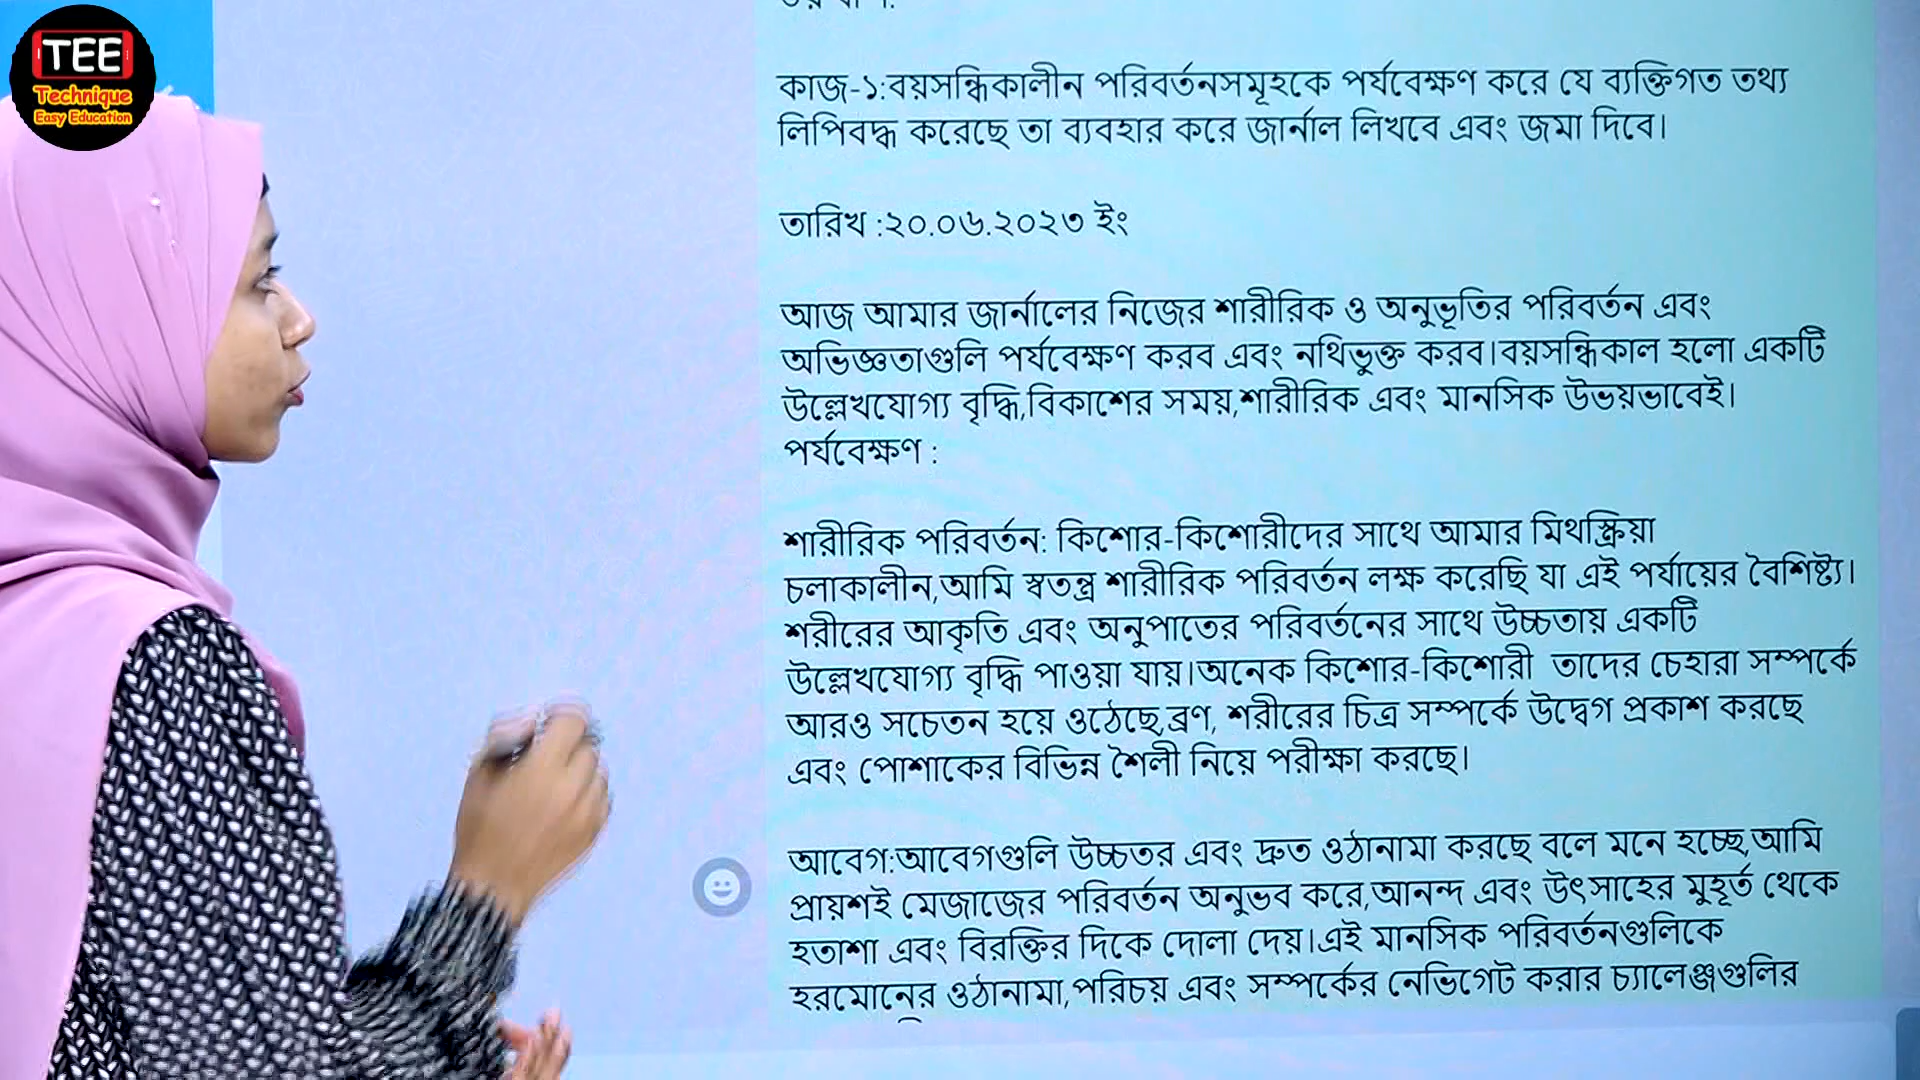 TEE
Technique
Easy Education
কাজ-১:বয়সন্ধিকালীন পরিবর্তনসমূহকে পর্যবেক্ষণ করে যে ব্যক্তিগত তথ্য
লিপিবদ্ধ করেছে তা ব্যবহার করে জার্নাল লিখবে এবং জমা দিবে।
তারিখ :২০.০৬.২০২৩ ইং
আজ আমার জার্নালের নিজের শারীরিক ও অনুভূতির পরিবর্তন এবং
অভিজ্ঞতাগুলি পর্যবেক্ষণ করব এবং নথিভুক্ত করব।বয়সন্ধিকাল হলো একটি
উল্লেখযোগ্য বৃদ্ধি,বিকাশের সময়,শারীরিক এবং মানসিক উভয়ভাবেই।
পর্যবেক্ষণ :
শারীরিক পরিবর্তন: কিশোর-কিশোরীদের সাথে আমার মিথস্ক্রিয়া
চলাকালীন,আমি স্বতন্ত্র শারীরিক পরিবর্তন লক্ষ করেছি যা এই পর্যায়ের বৈশিষ্ট্য।
শরীরের আকৃতি এবং অনুপাতের পরিবর্তনের সাথে উচ্চতায় একটি
উল্লেখযোগ্য বৃদ্ধি পাওয়া যায়।অনেক কিশোর-কিশোরী তাদের চেহারা সম্পর্কে
আরও সচেতন হয়ে ওঠেছে,ব্রণ, শরীরের চিত্র সম্পর্কে উদ্বেগ প্রকাশ করছে
এবং পোশাকের বিভিন্ন শৈলী নিয়ে পরীক্ষা করছে।
আবেগ:আবেগগুলি উচ্চতর এবং দ্রুত ওঠানামা করছে বলে মনে হচ্ছে,আমি
প্রায়শই মেজাজের পরিবর্তন অনুভব করে,আনন্দ এবং উৎসাহের মুহূর্ত থেকে
হতাশা এবং বিরক্তির দিকে দোলা দেয়।এই মানসিক পরিবর্তনগুলিকে
হরমোনের ওঠানামা,পরিচয় এবং সম্পর্কের নেভিগেট করার চ্যালেঞ্জগুলির